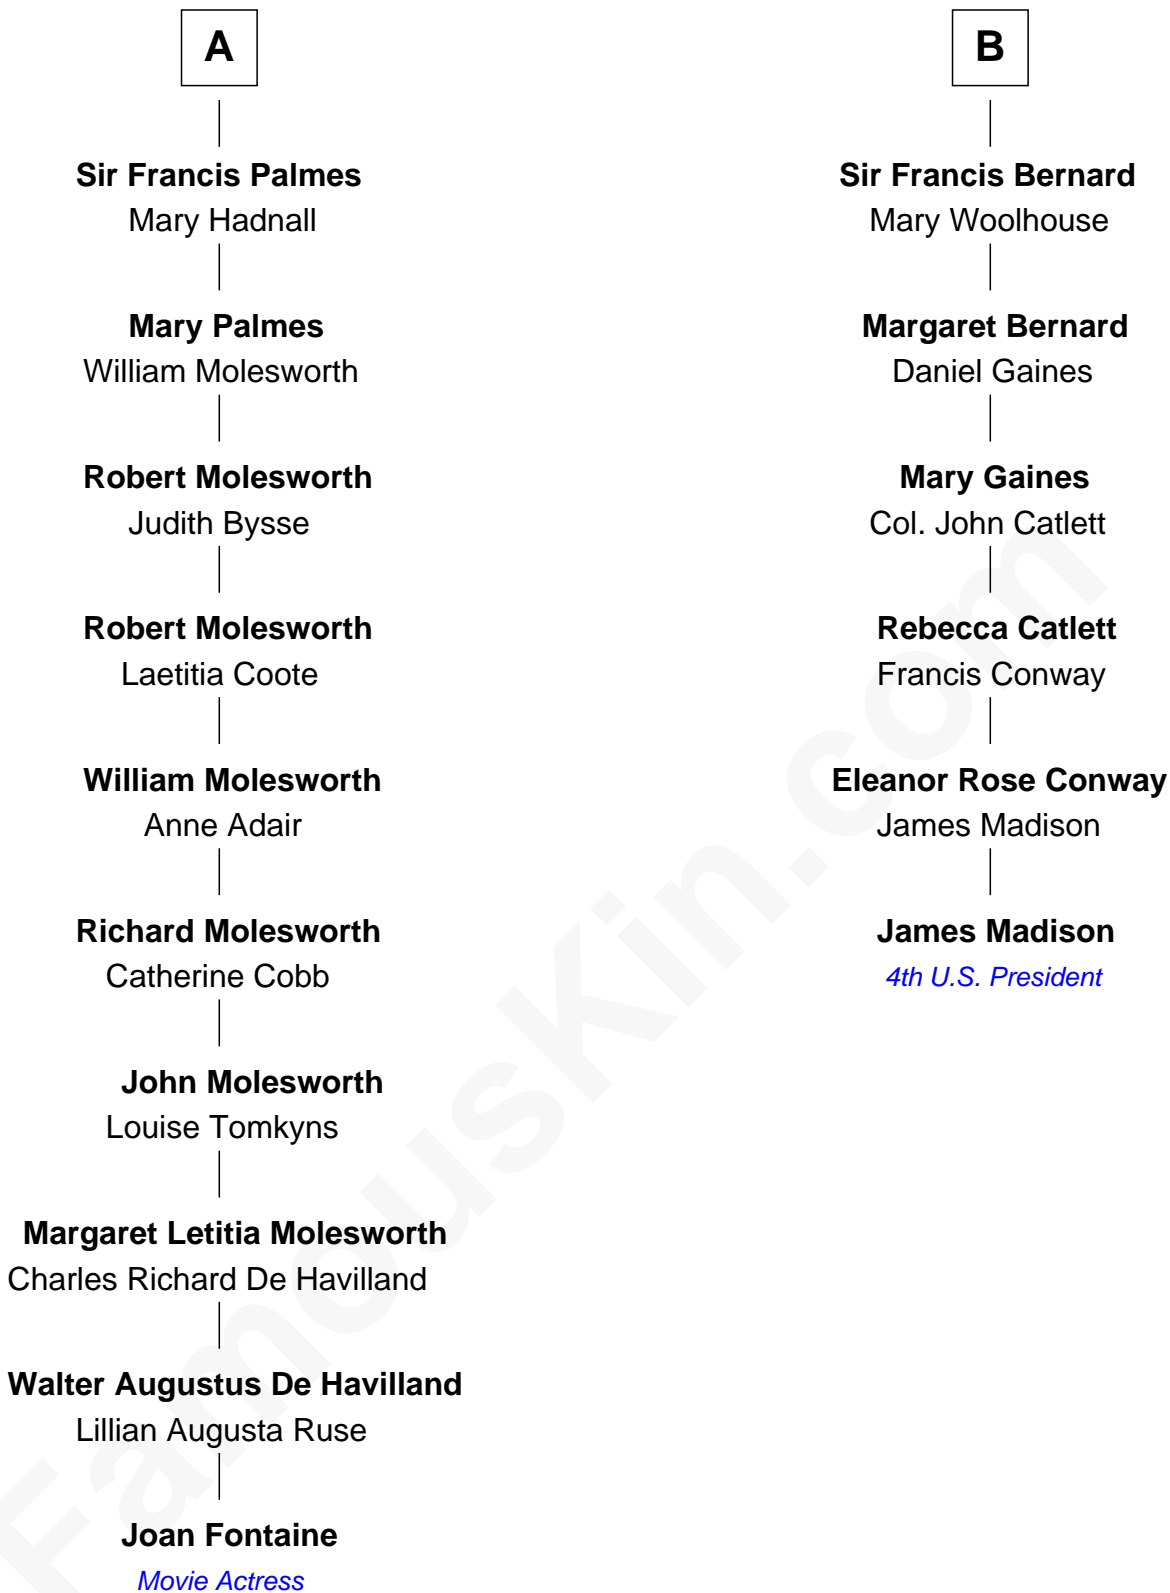 A
Sir Francis Palmes
Mary Hadnall
Mary Palmes
William Molesworth
Robert Molesworth
Judith Bysse
Robert Molesworth
Laetitia Coote
William Molesworth
Anne Adair
Richard Molesworth
Catherine Cobb
John Molesworth
Louise Tomkyns
Margaret Letitia Molesworth
Charles Richard De Havilland
Walter Augustus De Havilland
Lillian Augusta Ruse
Joan Fontaine
Movie Actress
B
Sir Francis Bernard
Mary Woolhouse
Margaret Bernard
Daniel Gaines
Mary Gaines
Col. John Catlett
Rebecca Catlett
Francis Conway
Eleanor Rose Conway
James Madison
James Madison
4th U.S. President
FamousKin.com